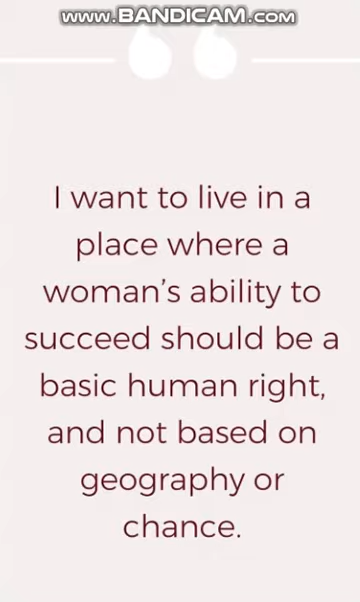 www.BANDICAM.com
I want to live in a
place where a
woman’s ability to
succeed should be a
basic human right,
and not based on
geography or
chance.